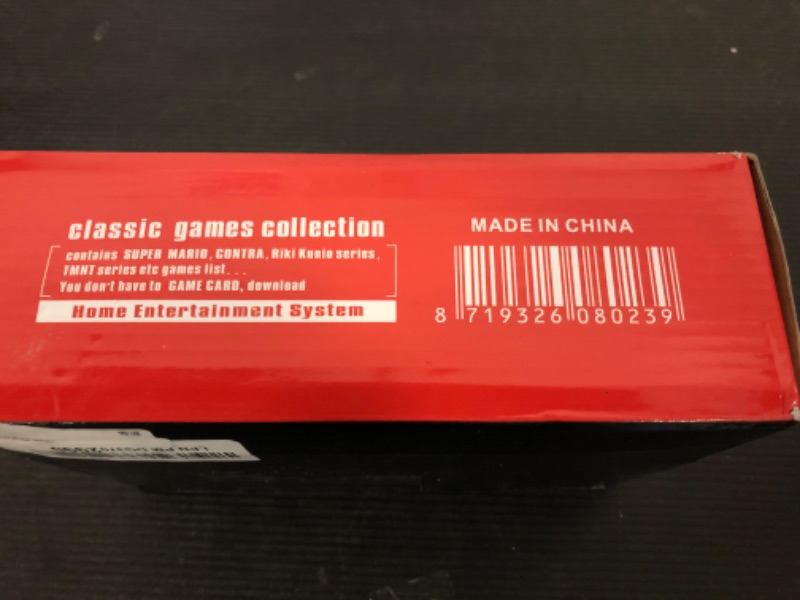 classic games collection
contains SUPER MARIO, CONTRA, Riki Kunio series,
TMNT series etc games list...
You don't have to GAME CARD, download
Home Entertainment System
MADE IN CHINA
8 719326 080239